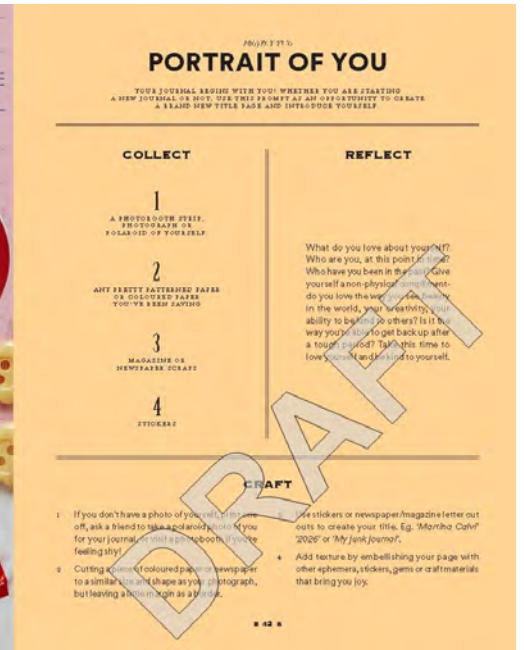 PORTRAIT OF YOU
YOUR JOURNAL BEGINS WITH YOU! WHETHER YOU ARE STARTING
A NEW JOURNAL OR NOT, USE THIS PROMPT AS AN OPPORTUNITY TO CREATE
A BRAND NEW TITLE PAGE AND INTRODUCE YOURSELF
COLLECT
1
A PHOTOBOOTH STRIP,
PHOTOGRAPH OR
POLAROID OF YOURSELF
2
ANY PRETTY PATTERNED PAPER
OR COLOURED PAPER
YOU'VE BEEN SAVING
3
MAGAZINE OR
NEWSPAPER SCRAPS
4
STICKERS
REFLECT
What do you love about yourself?
Who are you, at this point in time?
Who have you been in the past? Give
yourself a non-physical compliment-
do you love the way you see beauty
in the world, your creativity, your
ability to be kind to others? Is it the
way you're able to get back up after
a tough period? Take this time to
love yourself and be kind to yourself.
CRAFT
1 If you don't have a photo of yourself, print one
off, ask a friend to take a polaroid photo of you
for your journal, or visit a photobooth if you're
feeling shy!
2 Cutting a piece of coloured paper or newspaper
to a similar size and shape as your photograph,
but leaving a little margin as a border.
Use stickers or newspaper/magazine letter cut
outs to create your title. Eg. 'Martina Calvi'
'2026' or 'My junk journal'.
4 Add texture by embellishing your page with
other ephemera, stickers, gems or craft materials
that bring you joy.
42
DRAFT